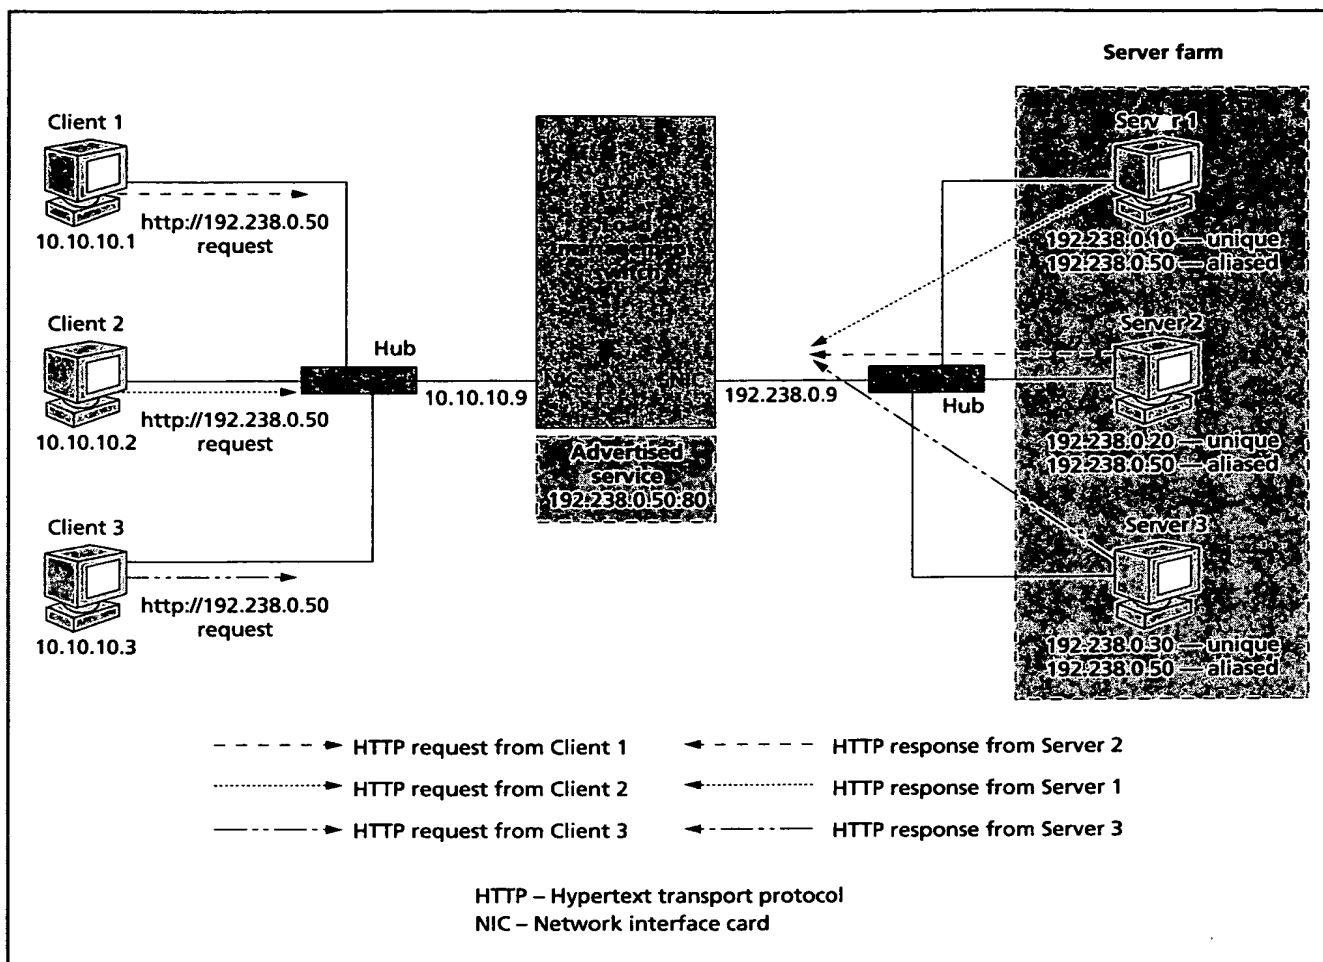 Server farm
Client 1
10.10.10.1
http://192.238.0.50
request
Client 2
10.10.10.2
http://192.238.0.50
request
Client 3
10.10.10.3
http://192.238.0.50
request
Hub
10.10.10.9
Load
management
switch
NIC
NIC
Advertised
service
192.238.0.50:80
192.238.0.9
Hub
Server 1
192.238.0.10 — unique
192.238.0.50 — aliased
Server 2
192.238.0.20 — unique
192.238.0.50 — aliased
Server 3
192.238.0.30 — unique
192.238.0.50 — aliased
HTTP request from Client 1
HTTP response from Server 2
HTTP request from Client 2
HTTP response from Server 1
HTTP request from Client 3
HTTP response from Server 3
HTTP – Hypertext transport protocol
NIC – Network interface card